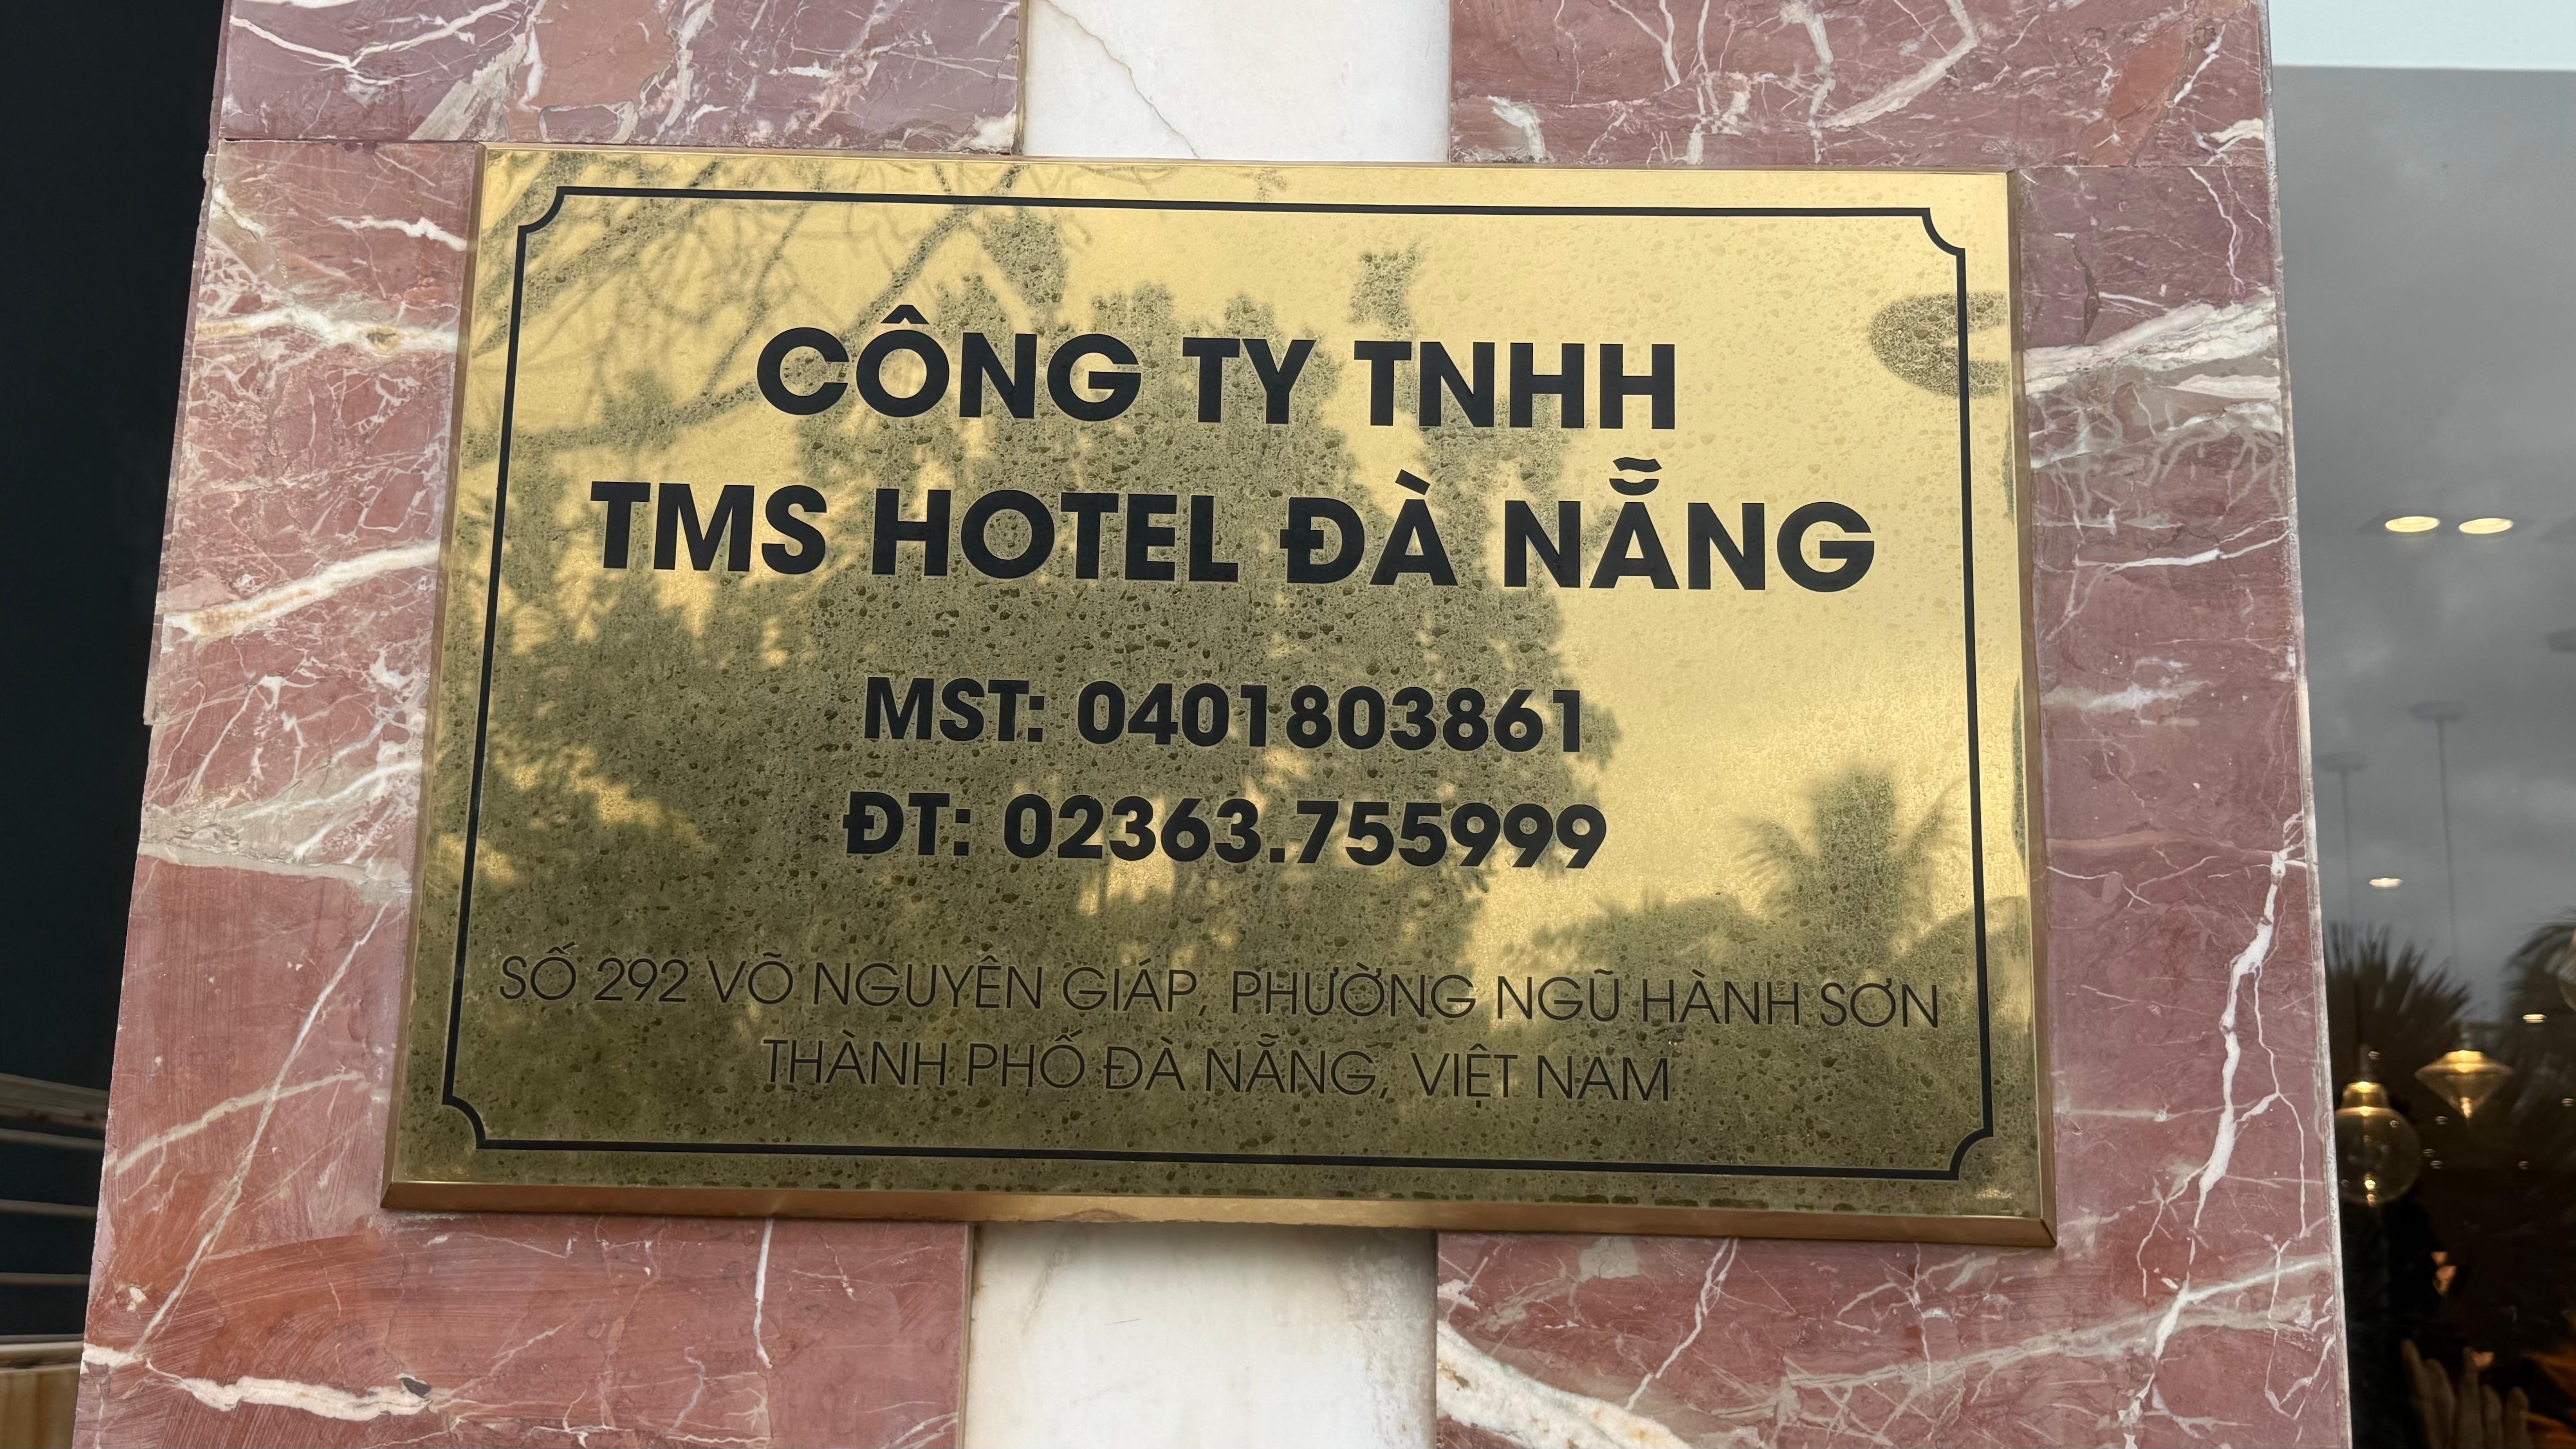 CÔNG TY TNHH
TMS HOTEL ĐÀ NẴNG
MST: 0401803861
ĐT: 02363.755999
SỐ 292 VÕ NGUYÊN GIÁP, PHƯỜNG NGŨ HÀNH SƠN
THÀNH PHỐ ĐÀ NẴNG, VIỆT NAM